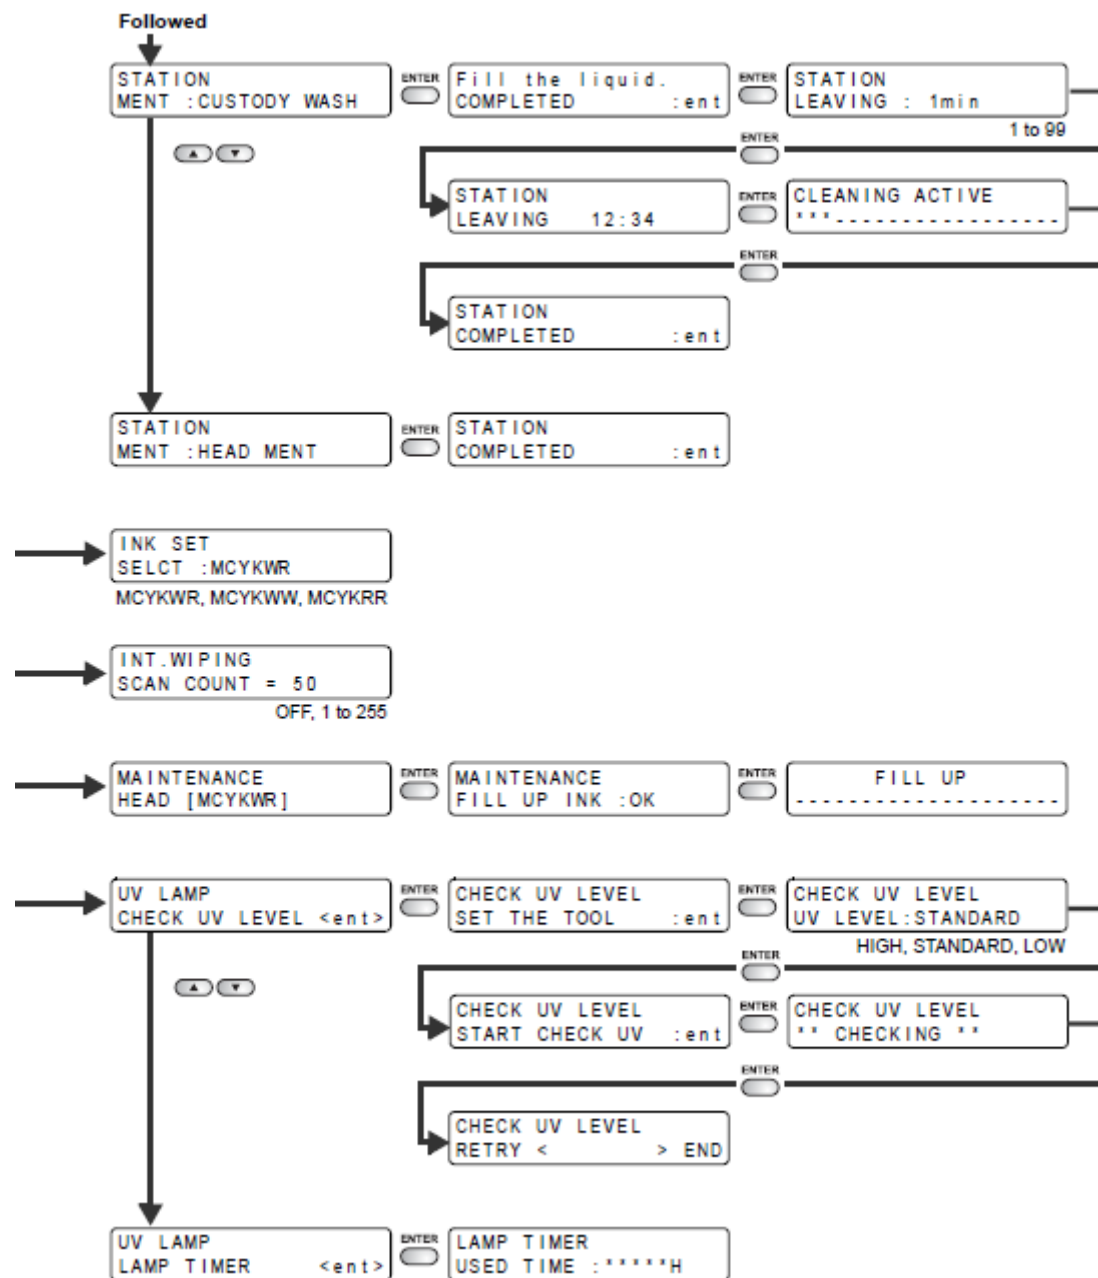 Followed
STATION
MENT :CUSTODY WASH
ENTER
Fill the liquid.
COMPLETED :ent
ENTER
STATION
LEAVING : 1min
1 to 99
ENTER
STATION
LEAVING 12:34
ENTER
CLEANING ACTIVE
***-----------------
ENTER
STATION
COMPLETED :ent
STATION
MENT :HEAD MENT
ENTER
STATION
COMPLETED :ent
INK SET
SELCT :MCYKWR
MCYKWR, MCYKWW, MCYKRR
INT.WIPING
SCAN COUNT = 50
OFF, 1 to 255
MAINTENANCE
HEAD [MCYKWR]
ENTER
MAINTENANCE
FILL UP INK :OK
ENTER
FILL UP
--------------------
UV LAMP
CHECK UV LEVEL <ent>
ENTER
CHECK UV LEVEL
SET THE TOOL :ent
ENTER
CHECK UV LEVEL
UV LEVEL:STANDARD
HIGH, STANDARD, LOW
ENTER
CHECK UV LEVEL
START CHECK UV :ent
ENTER
CHECK UV LEVEL
** CHECKING **
ENTER
CHECK UV LEVEL
RETRY < > END
UV LAMP
LAMP TIMER <ent>
ENTER
LAMP TIMER
USED TIME :*****H